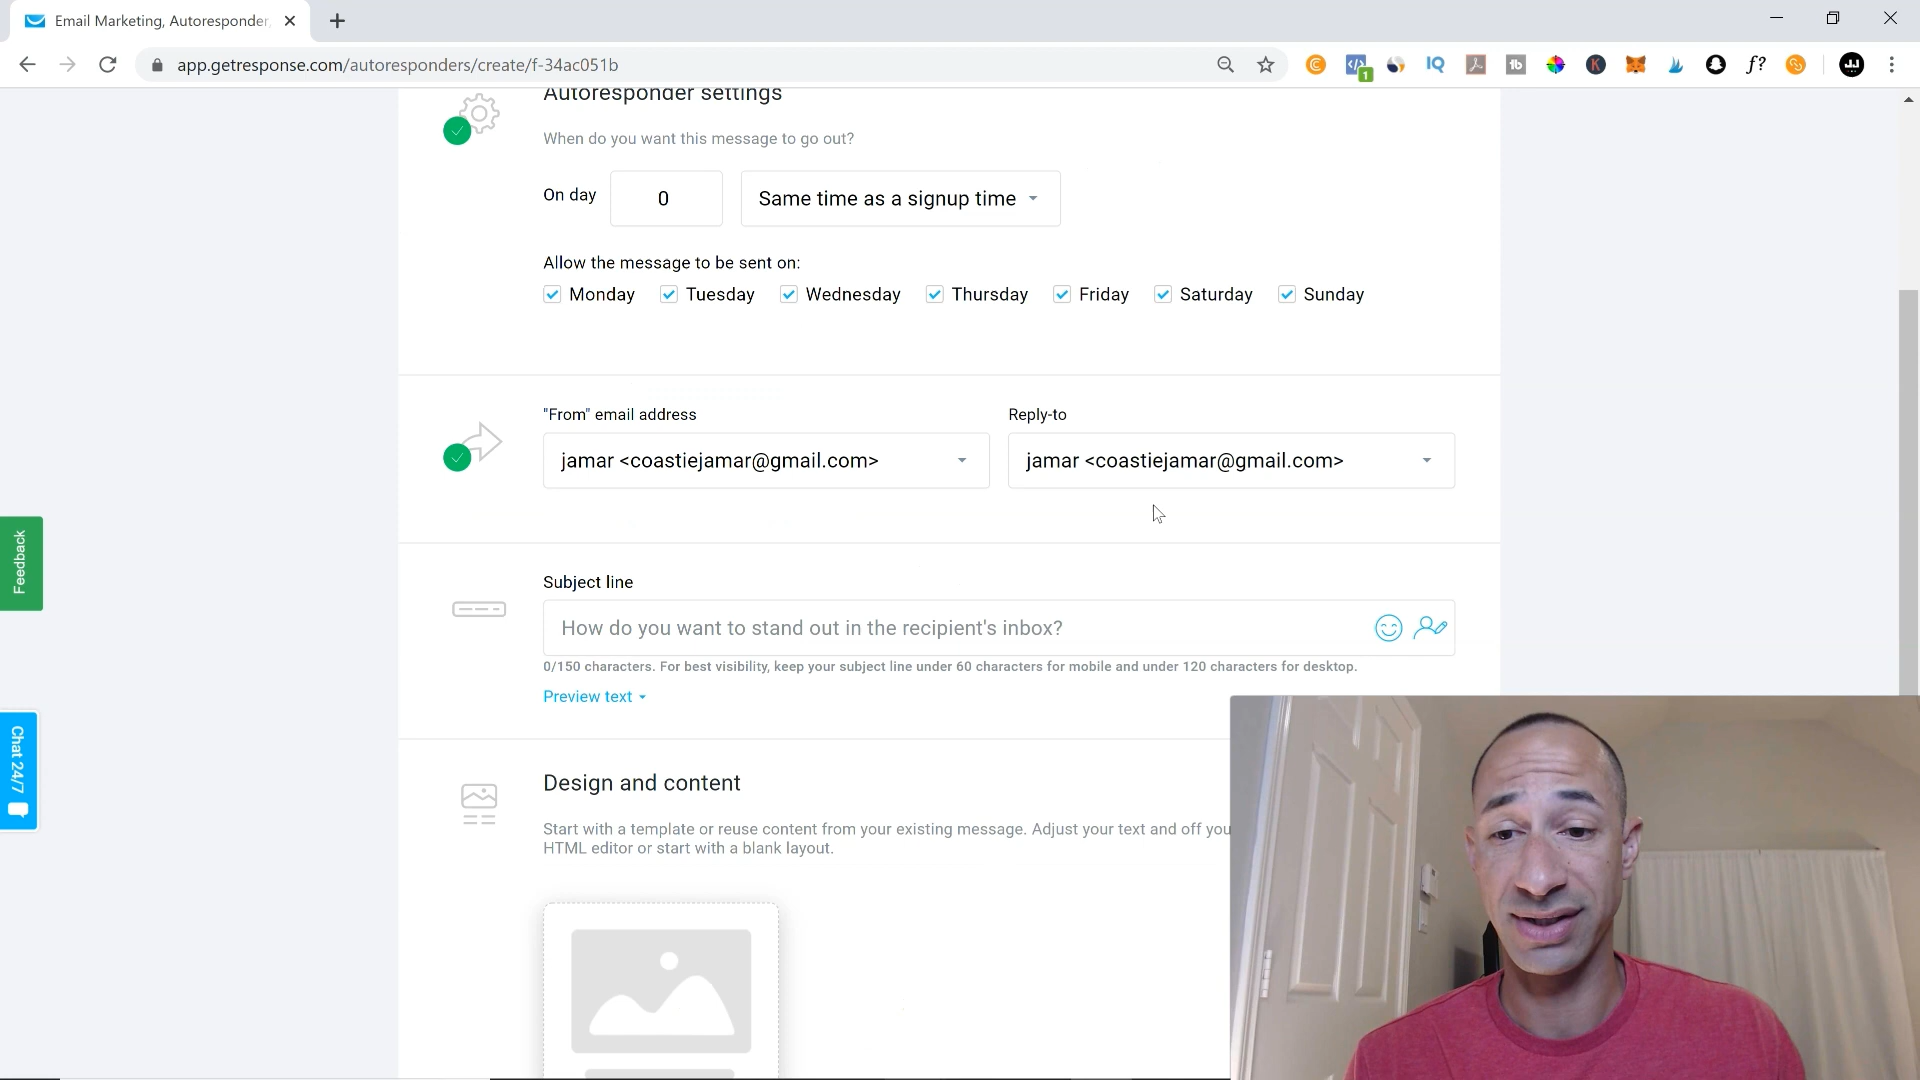 Email Marketing, Autoresponder
app.getresponse.com/autoresponders/create/f-34ac051b
1
IQ
tb
K
f?
JJ
Autoresponder settings
When do you want this message to go out?
On day
0
Same time as a signup time
Allow the message to be sent on:
Monday
Tuesday
Wednesday
Thursday
Friday
Saturday
Sunday
"From" email address
Reply-to
jamar <coastiejamar@gmail.com>
jamar <coastiejamar@gmail.com>
Feedback
Subject line
How do you want to stand out in the recipient's inbox?
0/150 characters. For best visibility, keep your subject line under 60 characters for mobile and under 120 characters for desktop.
Preview text
Chat 24/7
Design and content
Start with a template or reuse content from your existing message. Adjust your text and off you
HTML editor or start with a blank layout.